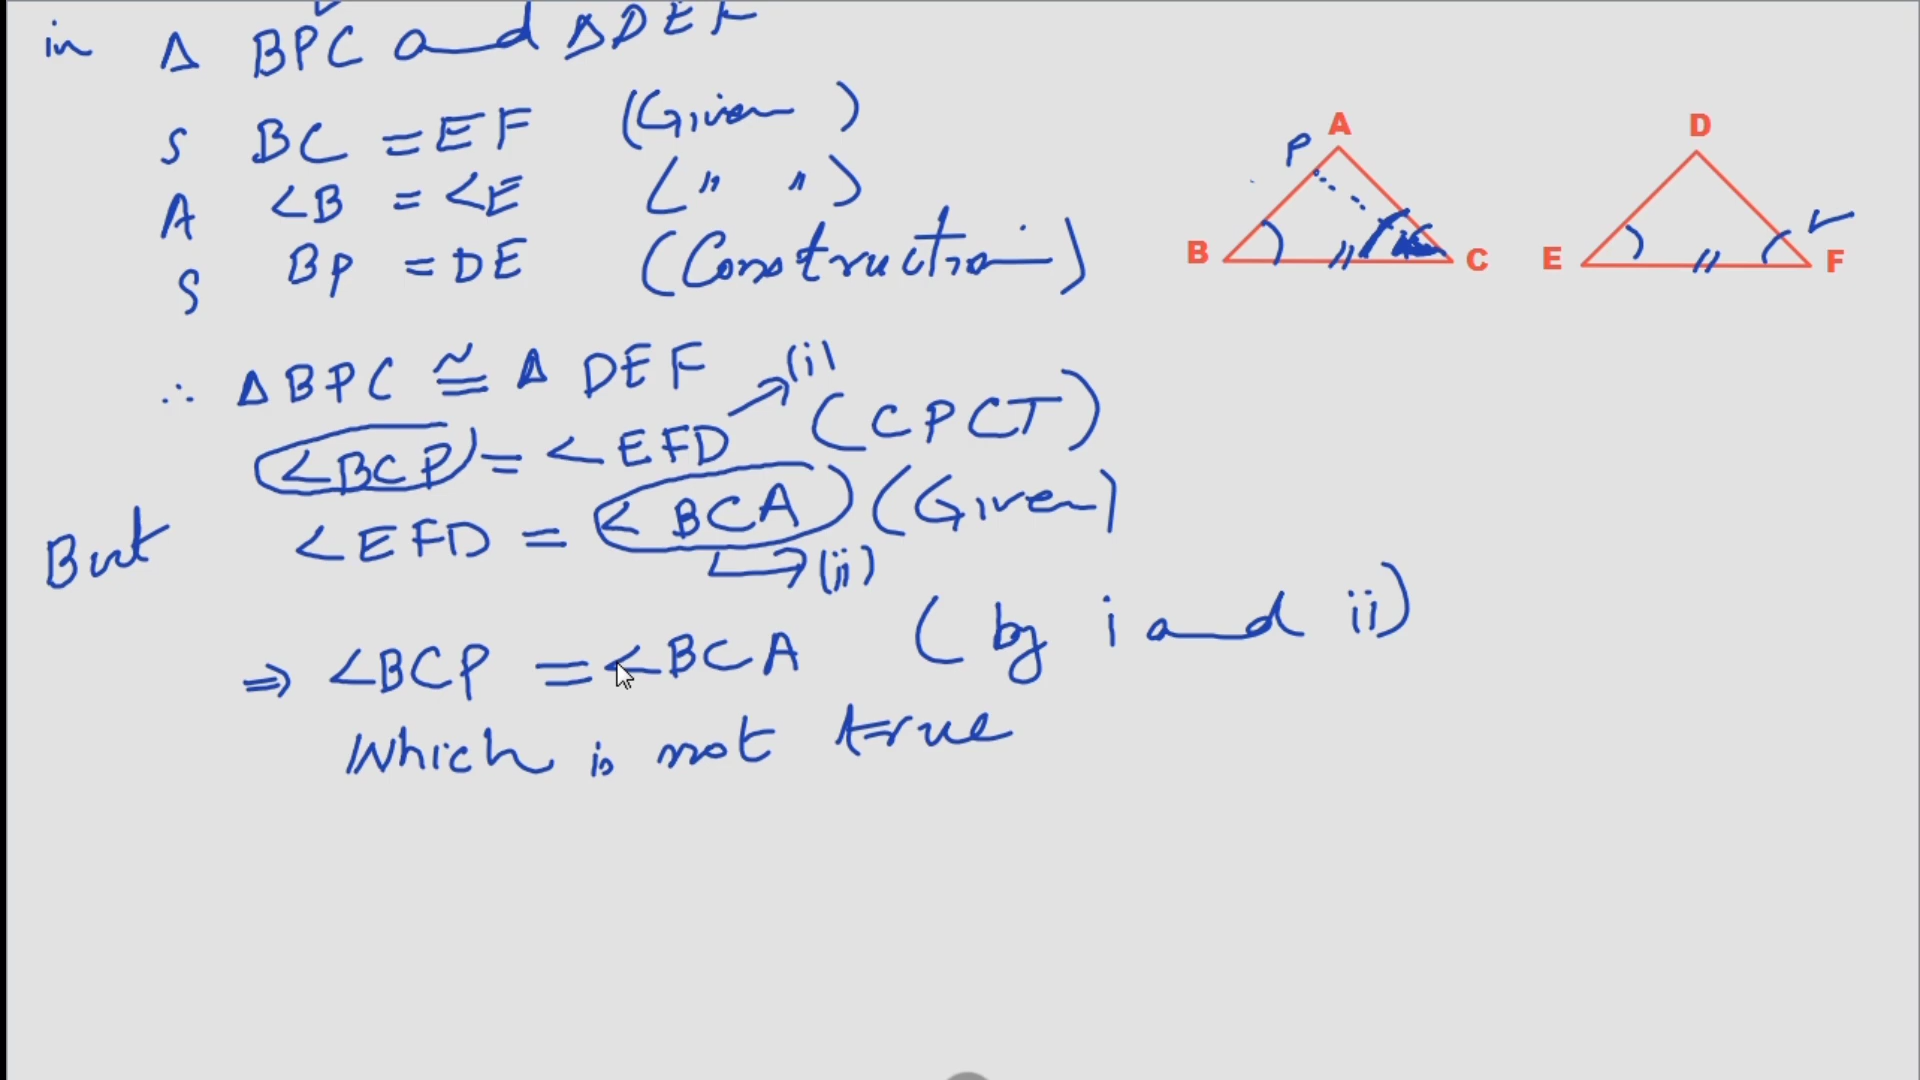 in Δ BPC and ΔDEF
S BC = EF (Given)
A ∠B = ∠E (" ")
S BP = DE (Construction)
∴ ΔBPC ≅ Δ DEF
∠BCP = ∠EFD → (i) (CPCT)
But ∠EFD = ∠BCA (Given)
→ (ii)
⇒ ∠BCP = ∠BCA (by i and ii)
Which is not true
A
P
B
C
D
E
F